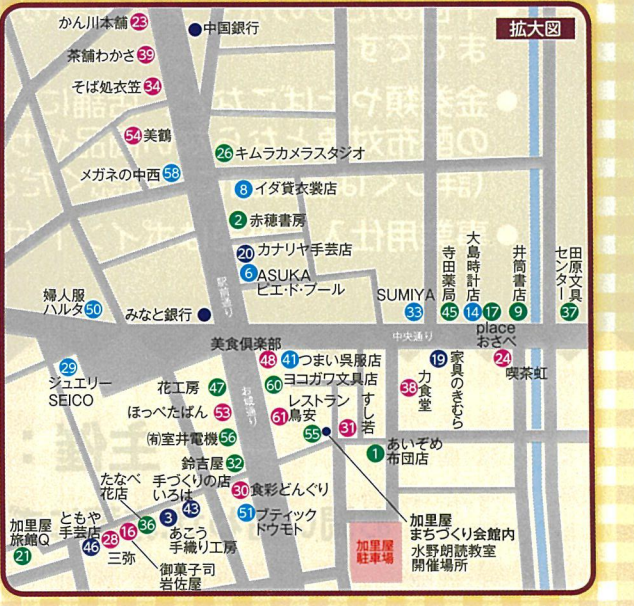 拡大図
かん川本舗 23
中国銀行
茶舗わかさ 39
そば処衣笠 34
54 美鶴
26 キムラカメラスタジオ
メガネの中西 58
8 イダ貸衣裳店
2 赤穂書房
20 カナリヤ手芸店
6 ASUKA
ピエ・ド・プール
駅前通り
婦人服
ハルタ 50
みなと銀行
SUMIYA
33
寺田薬局
45
大島時計店
14
17
place
おさべ
井筒書店
9
田原文具
センター
37
中央通り
美食倶楽部
48
41 つまい呉服店
29
ジュエリー
SEICO
花工房 47
60 ヨコガワ文具店
お城通り
ほっぺたぱん 53
レストラン
61 鳥安
すし若
31
38
力食堂
19
家具のきむら
24
喫茶虹
㈲室井電機 56
55
1 あいぞめ
布団店
鈴吉屋 32
たなべ
花店
36
手づくりの店
いろは
43
30 食彩どんぐり
51 ブティック
ドウモト
3
あこう
手織り工房
加里屋
旅館Q
21
ともや
手芸店
46
28
三弥
16
御菓子司
岩佐屋
加里屋
駐車場
加里屋
まちづくり会館内
水野朗読教室
開催場所